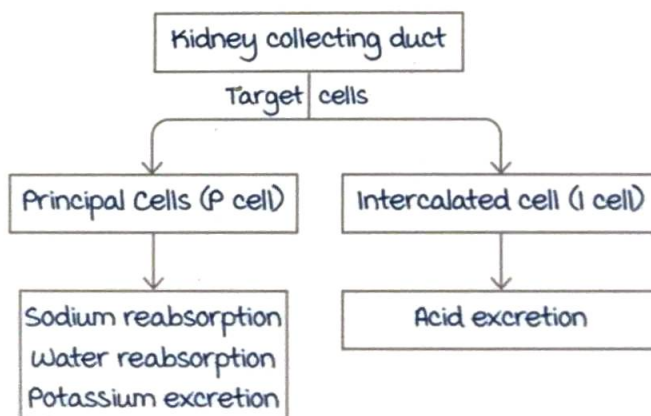 Kidney collecting duct
Target cells
Principal Cells (P cell)
Intercalated cell (I cell)
Sodium reabsorption
Water reabsorption
Potassium excretion
Acid excretion